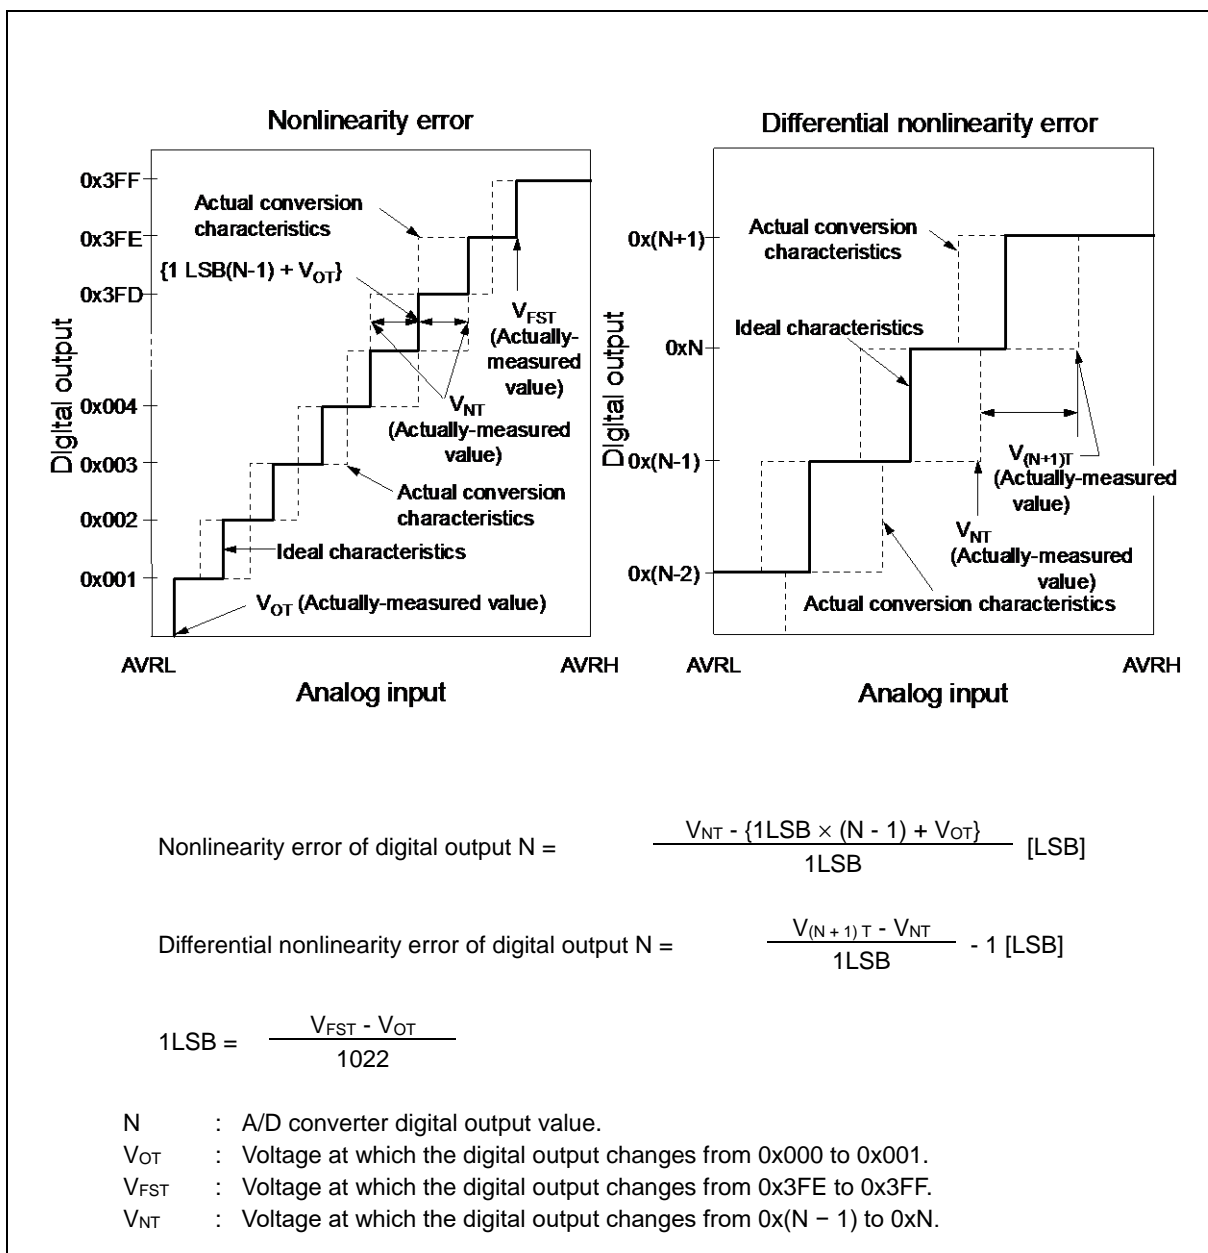 Nonlinearity error
0x3FF
0x3FE
0x3FD
0x004
0x003
0x002
0x001
Digital output
Actual conversion
characteristics
{1 LSB(N-1) + VOT}
VFST
(Actually-
measured
value)
VNT
(Actually-measured
value)
Actual conversion
characteristics
Ideal characteristics
VOT (Actually-measured value)
AVRL
AVRH
Analog input
Differential nonlinearity error
0x(N+1)
0xN
0x(N-1)
0x(N-2)
Digital output
Actual conversion
characteristics
Ideal characteristics
V(N+1)T
(Actually-measured
value)
VNT
(Actually-measured
value)
Actual conversion characteristics
AVRL
AVRH
Analog input
Nonlinearity error of digital output N =
VNT - {1LSB × (N - 1) + VOT}
1LSB
[LSB]
Differential nonlinearity error of digital output N =
V(N + 1) T - VNT
1LSB
- 1 [LSB]
1LSB =
VFST - VOT
1022
N : A/D converter digital output value.
VOT : Voltage at which the digital output changes from 0x000 to 0x001.
VFST : Voltage at which the digital output changes from 0x3FE to 0x3FF.
VNT : Voltage at which the digital output changes from 0x(N − 1) to 0xN.